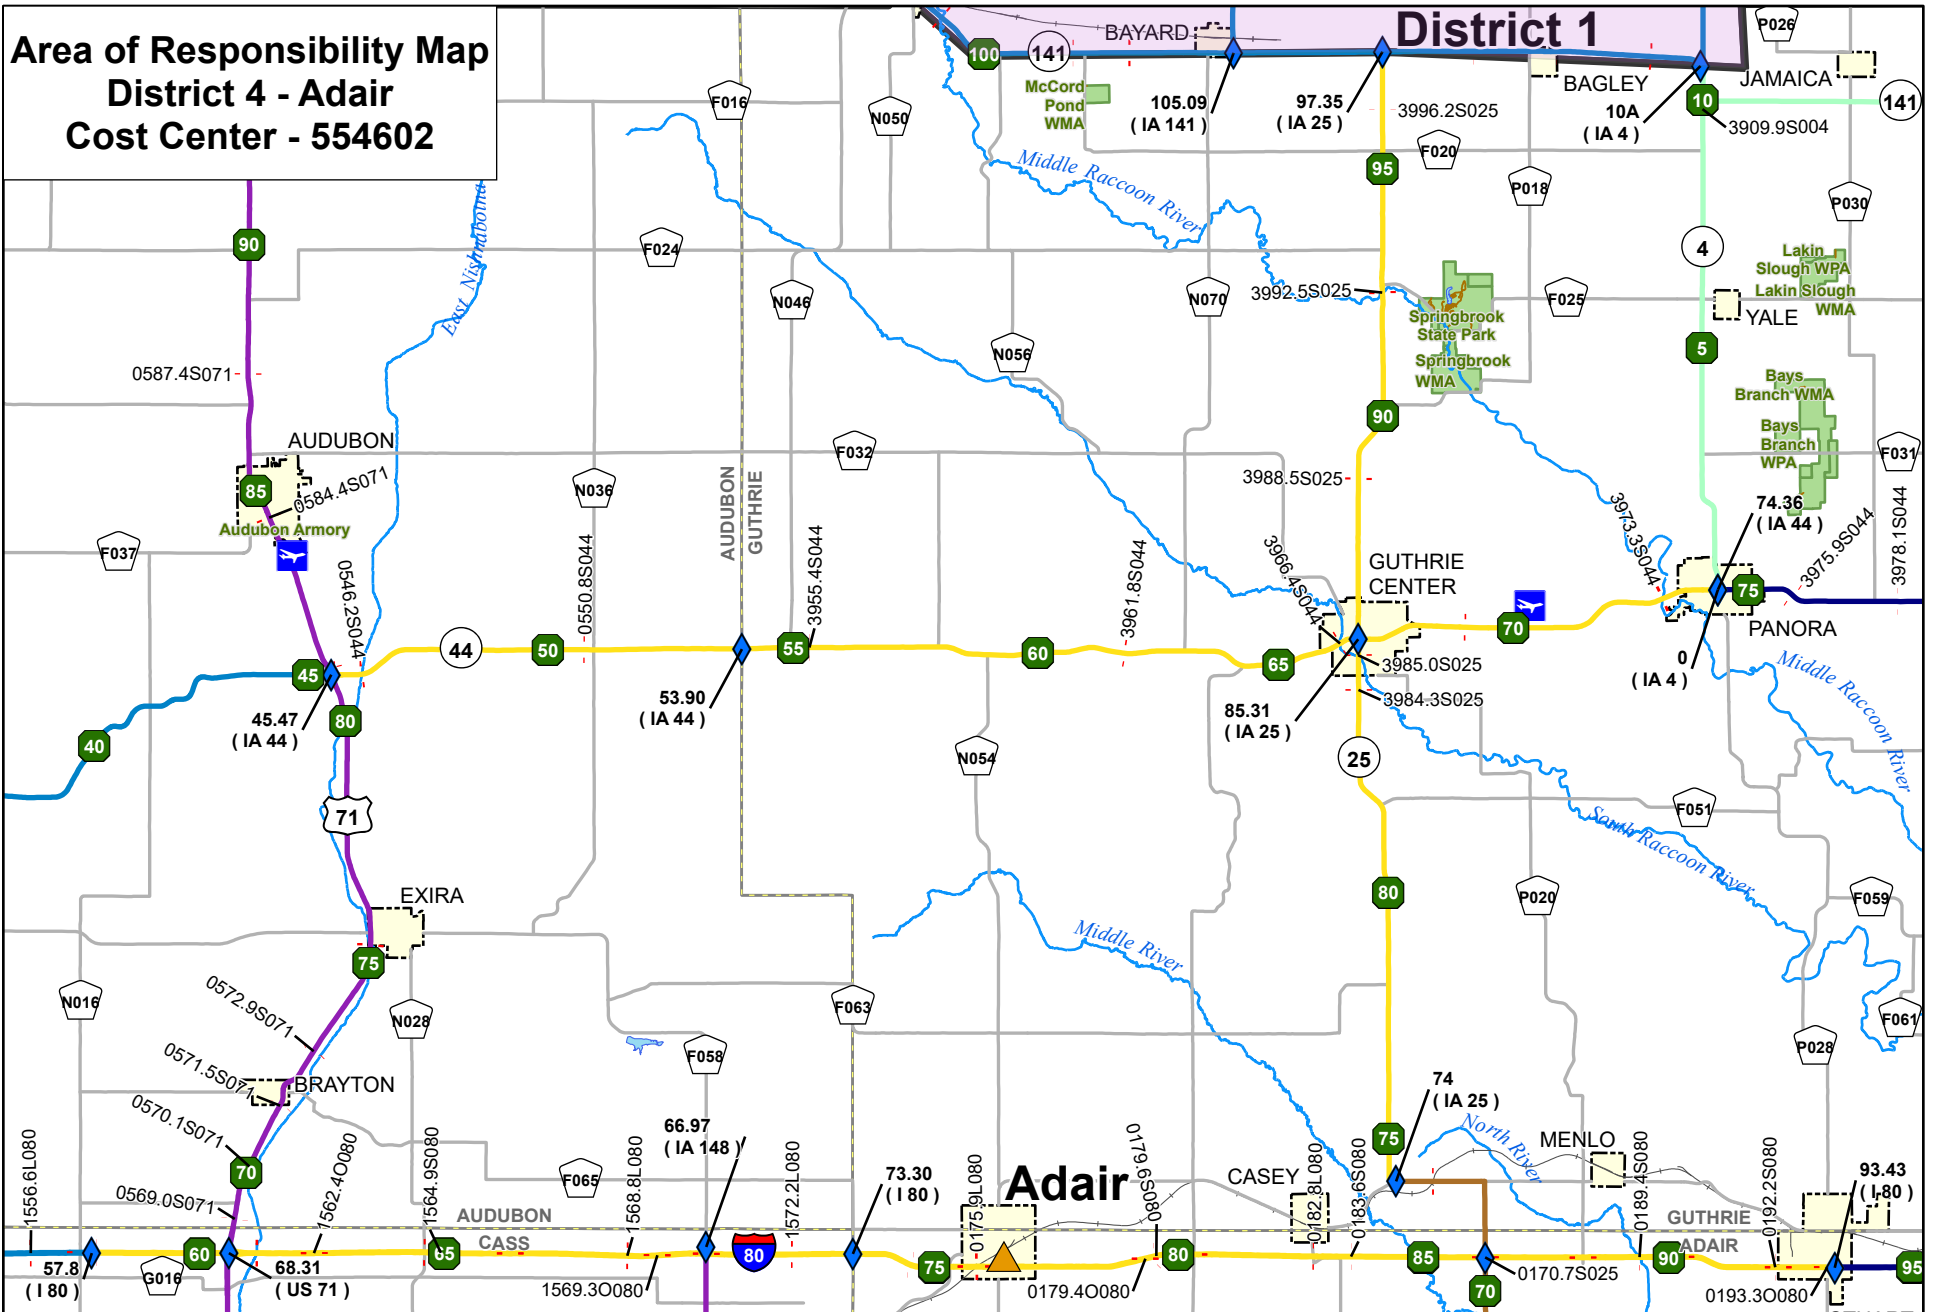 Area of Responsibility Map
District 4 - Adair
Cost Center - 554602
District 1
BAYARD
100
141
McCord
Pond
WMA
105.09
( IA 141 )
97.35
( IA 25 )
3996.2S025
BAGLEY
10A
( IA 4 )
JAMAICA
P026
10
141
3909.9S004
F016
N050
F020
95
P018
P030
Middle Raccoon River
90
East Nishnabotna
F024
4
Lakin
Slough WPA
Lakin Slough
WMA
N046
N070
3992.5S025
F025
YALE
Springbrook
State Park
Springbrook
WMA
N056
5
0587.4S071
Bays
Branch WMA
Bays
Branch
WPA
90
AUDUBON
F032
F031
85
0584.4S071
Audubon Armory
N036
AUDUBON
GUTHRIE
3988.5S025
74.36
( IA 44 )
F037
0546.2S044
0550.8S044
3955.4S044
3961.8S044
3966.4S044
GUTHRIE
CENTER
3973.3S044
3975.9S044
3978.1S044
75
PANORA
44
50
55
60
65
70
45
45.47
( IA 44 )
80
53.90
( IA 44 )
3985.0S025
3984.3S025
85.31
( IA 25 )
0
( IA 4 )
Middle Raccoon River
40
N054
25
71
F051
South Raccoon River
EXIRA
80
P020
F059
75
Middle River
N016
0572.9S071
N028
F063
F061
F058
P028
0571.5S071
BRAYTON
74
( IA 25 )
0570.1S071
66.97
( IA 148 )
75
North River
MENLO
70
1556.6L080
1562.4O080
1564.9S080
F065
1568.8L080
1572.2L080
73.30
( I 80 )
0175.9L080
Adair
0179.6S080
CASEY
0182.8L080
0183.6S080
0189.4S080
0192.2S080
93.43
( I 80 )
0569.0S071
AUDUBON
CASS
GUTHRIE
ADAIR
57.8
( I 80 )
60
G016
68.31
( US 71 )
65
1569.3O080
80
75
0179.4O080
80
85
0170.7S025
70
90
0193.3O080
95